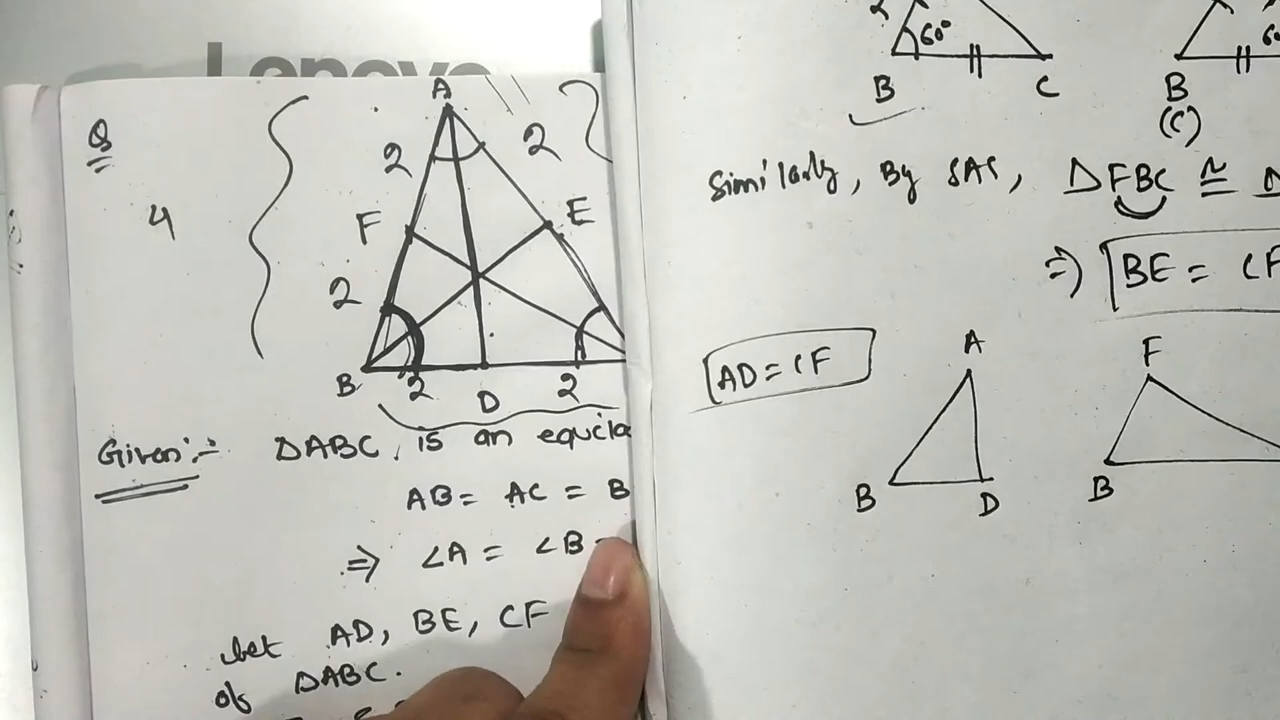 Lenovo
Q
A
2
2
4
F
E
2
B
2
D
2
Given :- ΔABC, is an equila
AB = AC = B
⇒ ∠A = ∠B =
Let AD, BE, CF
of ΔABC.
60°
B
C
B
(C)
Similarly, By SAS, ΔFBC ≅ Δ
⇒ BE = CF
AD = CF
A
B
D
F
B